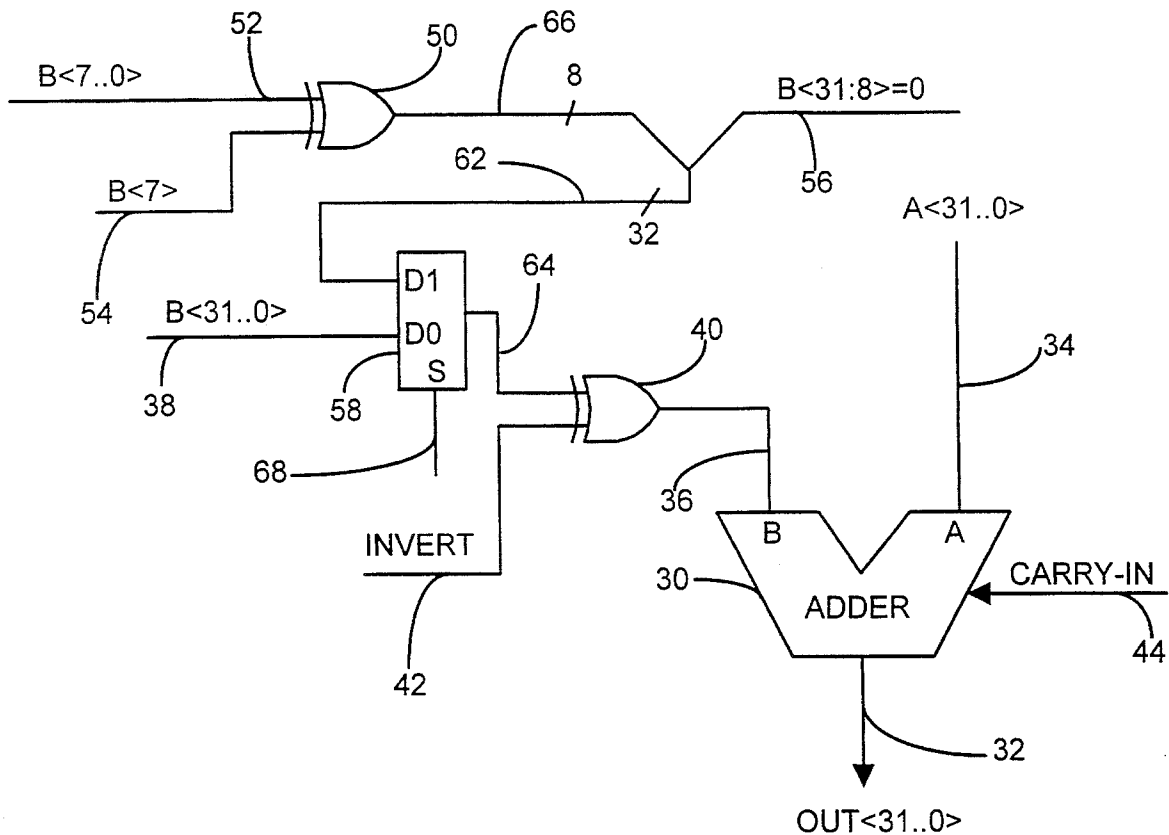 52
50
66
B<7..0>
8
B<31:8>=0
62
56
B<7>
32
A<31..0>
54
D1
64
B<31..0>
D0
40
34
38
58
S
68
36
INVERT
B
A
30
CARRY-IN
ADDER
42
44
32
OUT<31..0>